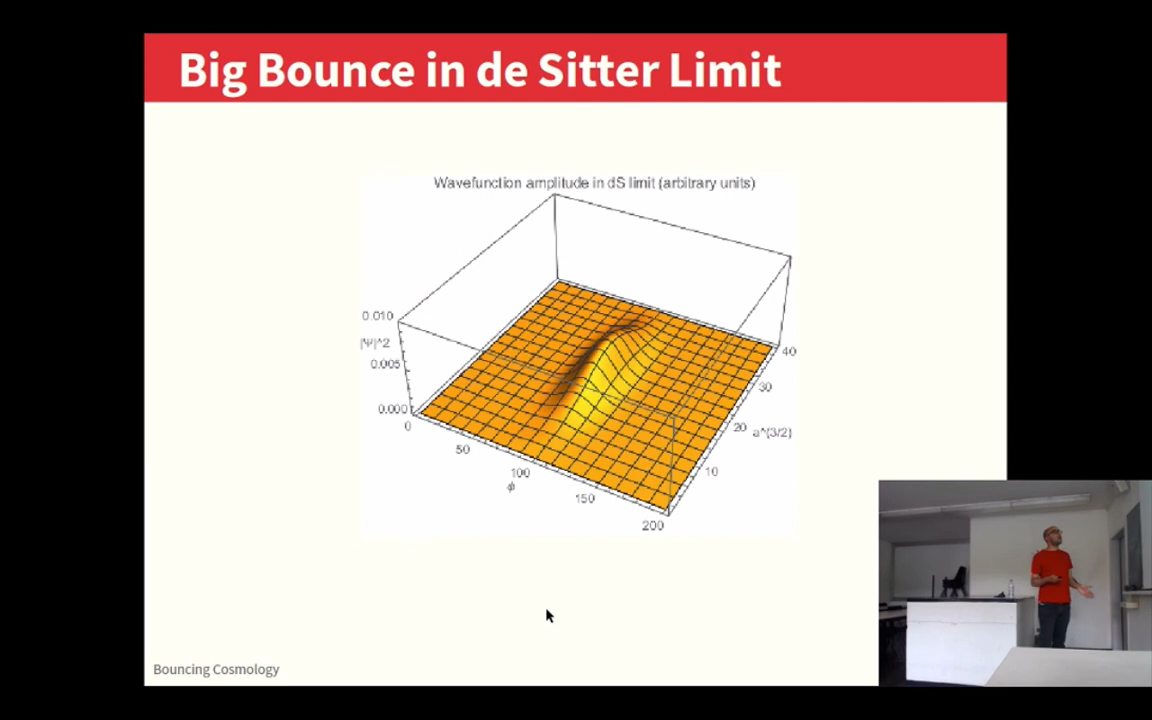 Big Bounce in de Sitter Limit
Wavefunction amplitude in dS limit (arbitrary units)
0.010
|Ψ|^2
0.005
0.000
0
50
100
ϕ
150
200
10
20
a^(3/2)
30
40
Bouncing Cosmology